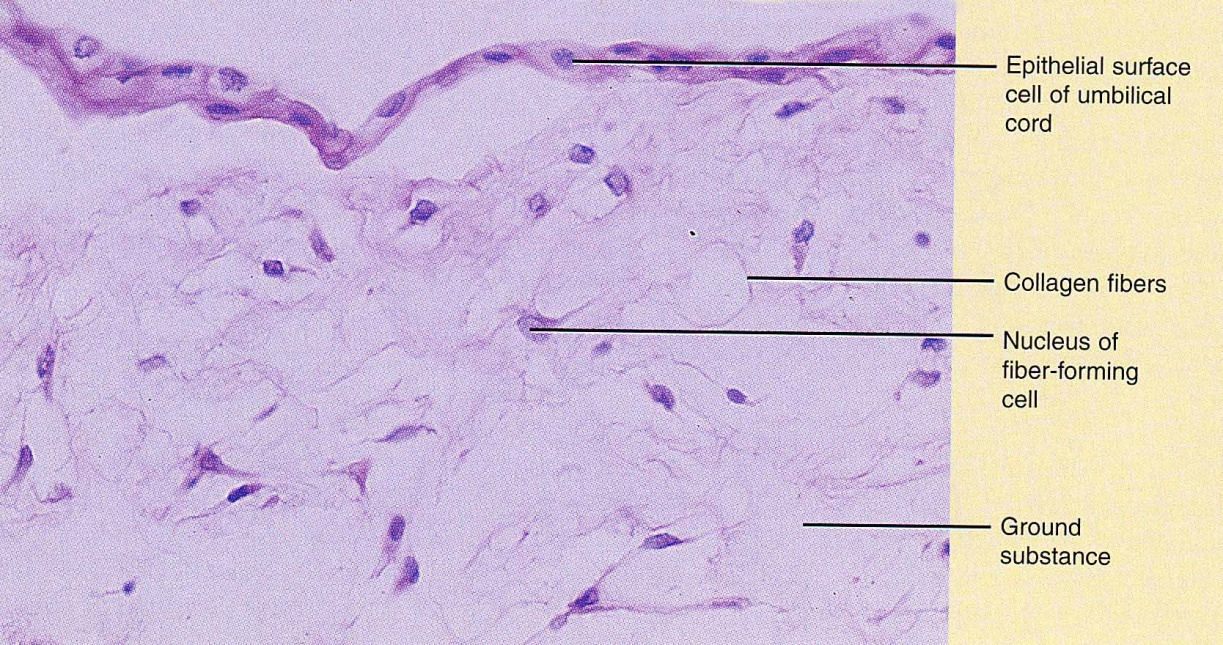 Epithelial surface
cell of umbilical
cord
Collagen fibers
Nucleus of
fiber-forming
cell
Ground
substance